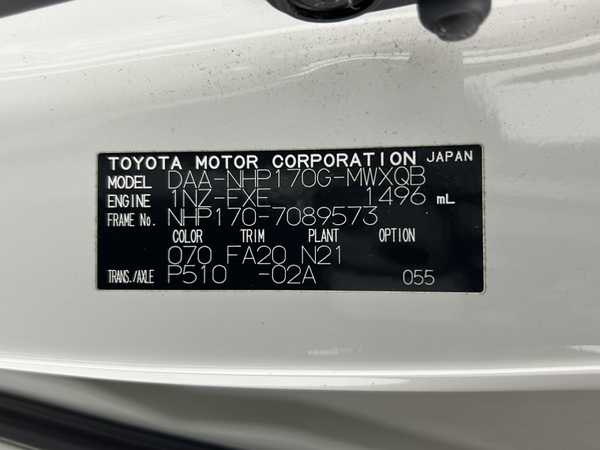 TOYOTA MOTOR CORPORATION JAPAN
MODEL DAA-NHP170G-MWXQB
ENGINE 1NZ-EXE 1496 mL
FRAME No. NHP170-7089573
COLOR TRIM PLANT OPTION
070 FA20 N21
TRANS./AXLE P510 -02A 055